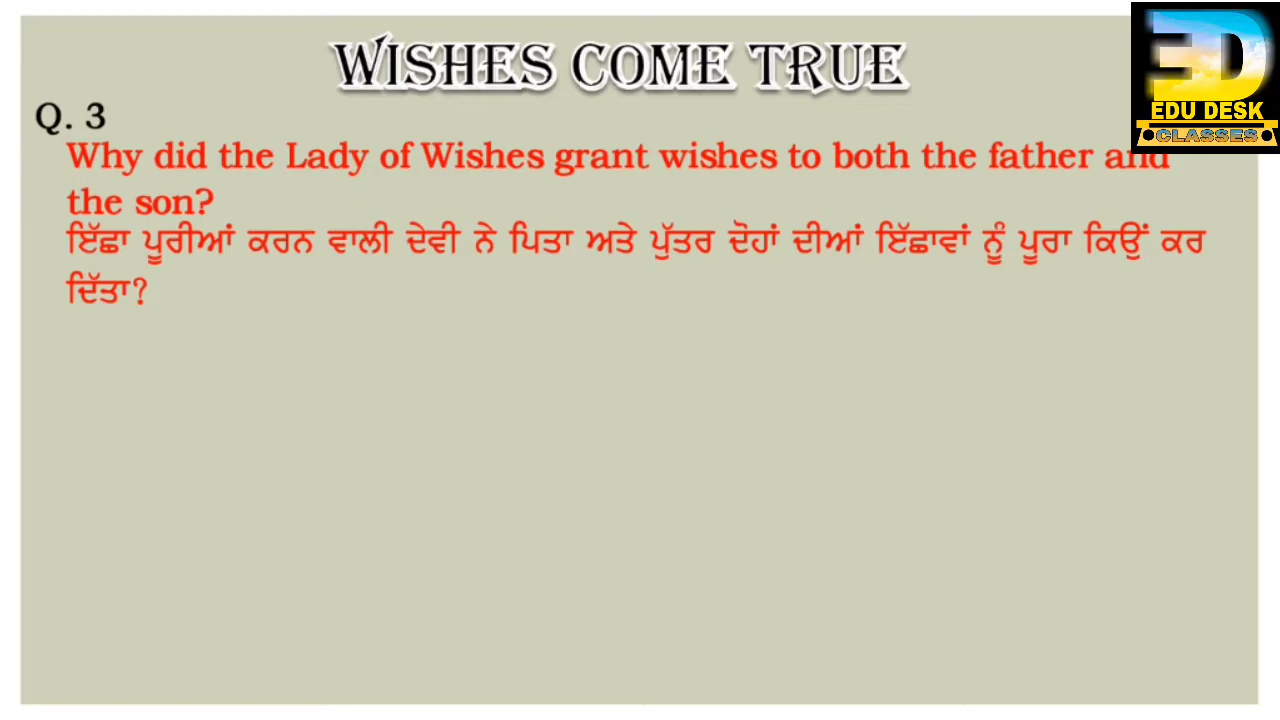 WISHES COME TRUE
EDU DESK
CLASSES
Q. 3
Why did the Lady of Wishes grant wishes to both the father and
the son?
ਇੱਛਾ ਪੂਰੀਆਂ ਕਰਨ ਵਾਲੀ ਦੇਵੀ ਨੇ ਪਿਤਾ ਅਤੇ ਪੁੱਤਰ ਦੋਹਾਂ ਦੀਆਂ ਇੱਛਾਵਾਂ ਨੂੰ ਪੂਰਾ ਕਿਉਂ ਕਰ
ਦਿੱਤਾ?